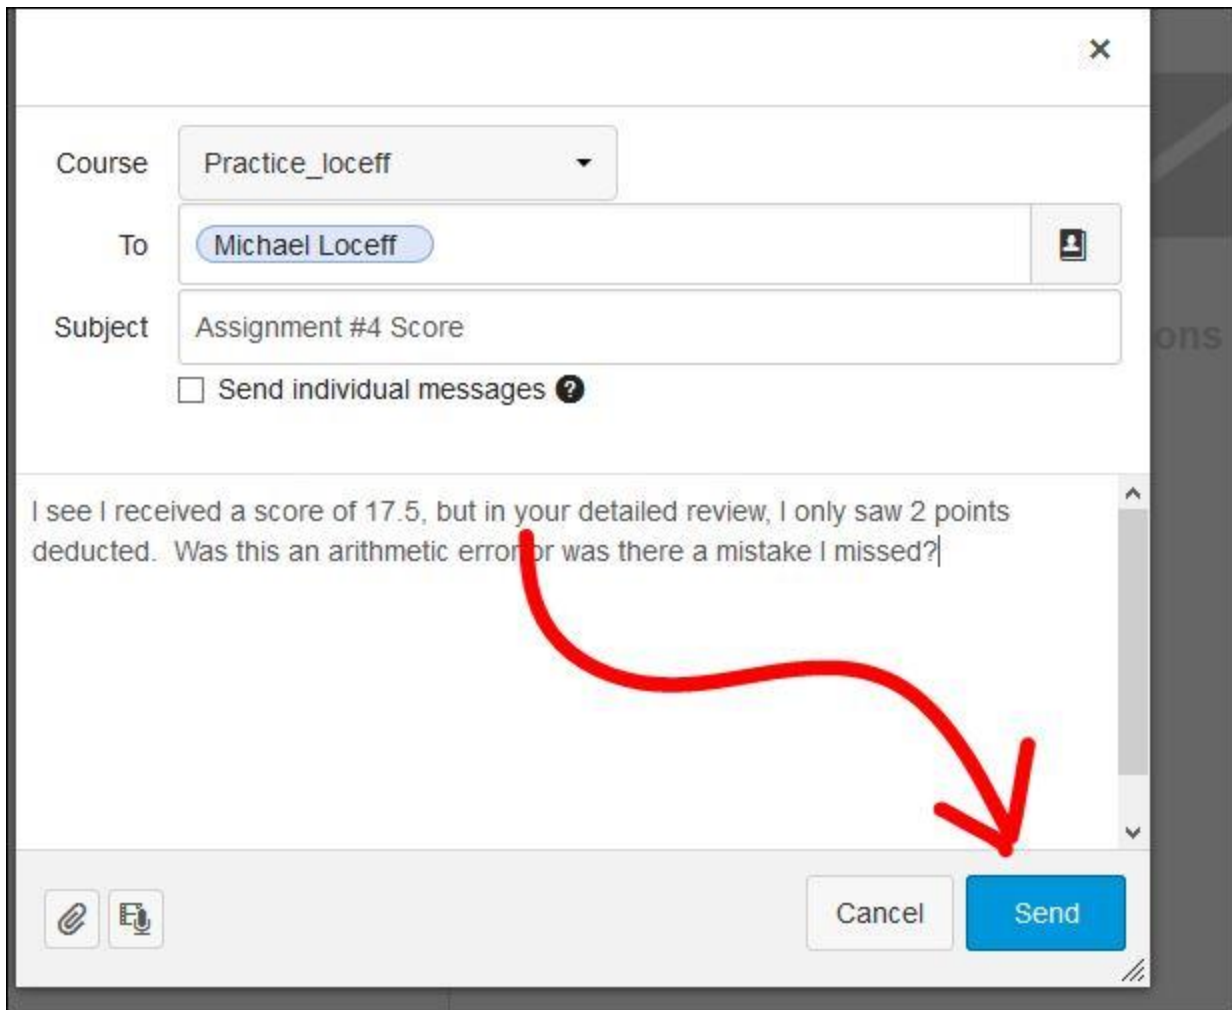 ×
Course Practice_loceff
To Michael Loceff
Subject Assignment #4 Score
Send individual messages ?
I see I received a score of 17.5, but in your detailed review, I only saw 2 points
deducted.  Was this an arithmetic error or was there a mistake I missed?
Cancel Send
ons